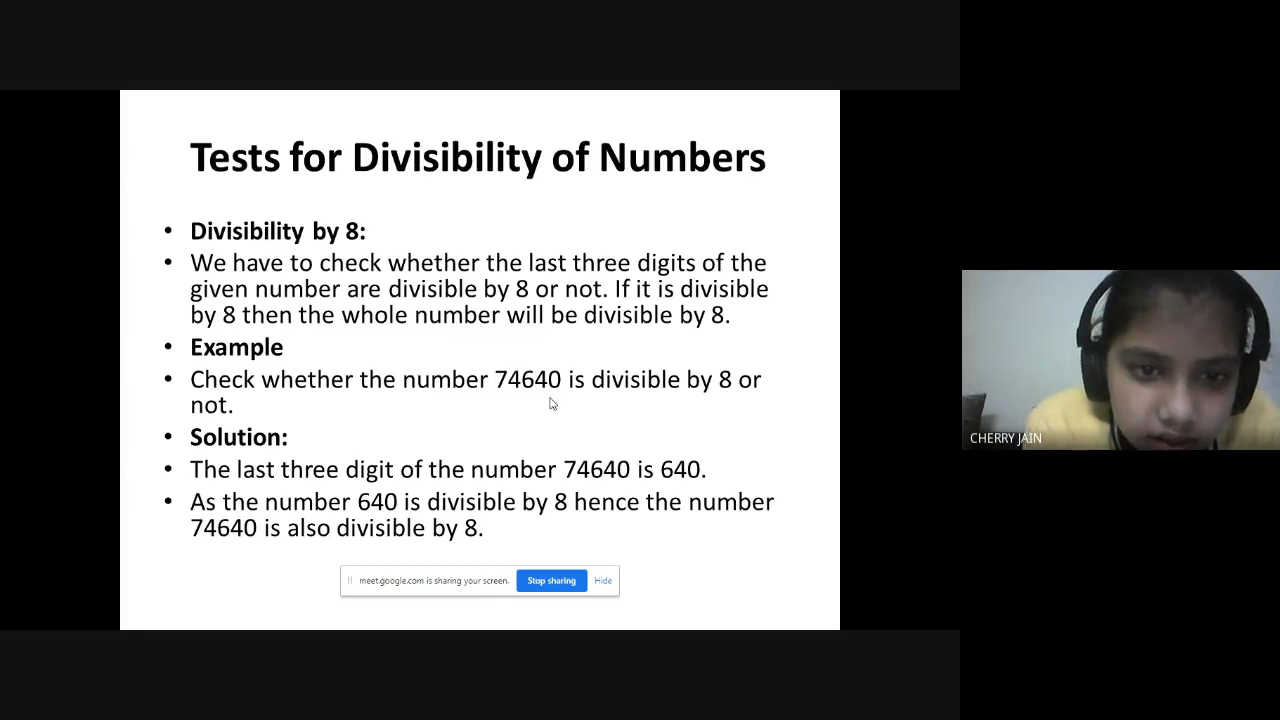 Tests for Divisibility of Numbers
• Divisibility by 8:
• We have to check whether the last three digits of the
given number are divisible by 8 or not. If it is divisible
by 8 then the whole number will be divisible by 8.
• Example
• Check whether the number 74640 is divisible by 8 or
not.
• Solution:
• The last three digit of the number 74640 is 640.
• As the number 640 is divisible by 8 hence the number
74640 is also divisible by 8.
meet.google.com is sharing your screen. Stop sharing Hide
CHERRY JAIN